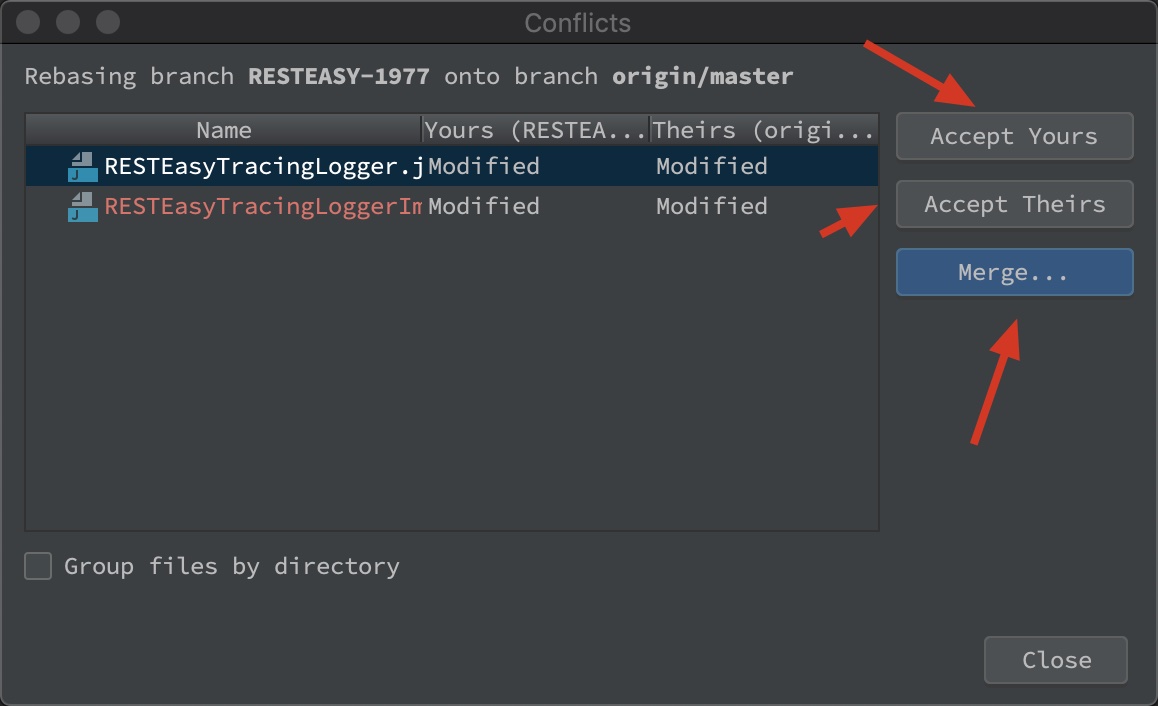 Conflicts
Rebasing branch RESTEASY-1977 onto branch origin/master
Name Yours (RESTEA... Theirs (origi...
RESTEasyTracingLogger.j Modified Modified
RESTEasyTracingLoggerIm Modified Modified
Accept Yours
Accept Theirs
Merge...
Group files by directory
Close